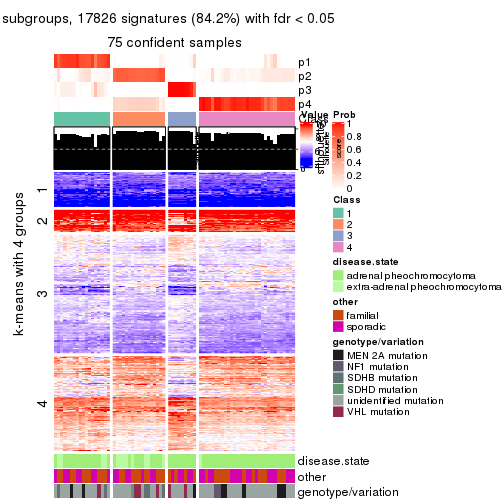 subgroups, 17826 signatures (84.2%) with fdr < 0.05
75 confident samples
p1
p2
p3
p4
Class
k-means with 4 groups
1
2
3
4
Value
Prob
1
0.8
0.6
0.4
0.2
0
Class
1
2
3
4
disease.state
adrenal pheochromocytoma
extra-adrenal pheochromocytoma
other
familial
sporadic
genotype/variation
MEN 2A mutation
NF1 mutation
SDHB mutation
SDHD mutation
unidentified mutation
VHL mutation
disease.state
other
genotype/variation